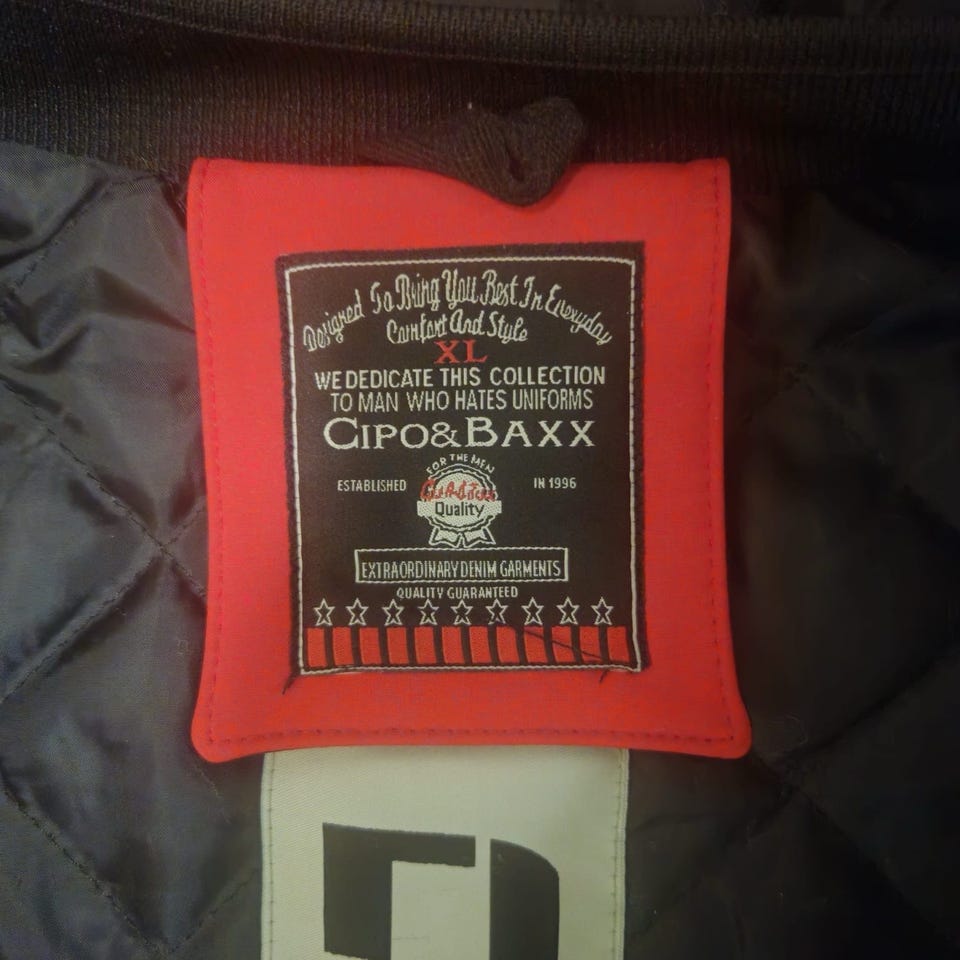 Designed To Bring You Best In Everyday
Comfort And Style
XL
WE DEDICATE THIS COLLECTION
TO MAN WHO HATES UNIFORMS
CIPO&BAXX
FOR THE MEN
ESTABLISHED
IN 1996
Quality
EXTRAORDINARY DENIM GARMENTS
QUALITY GUARANTEED